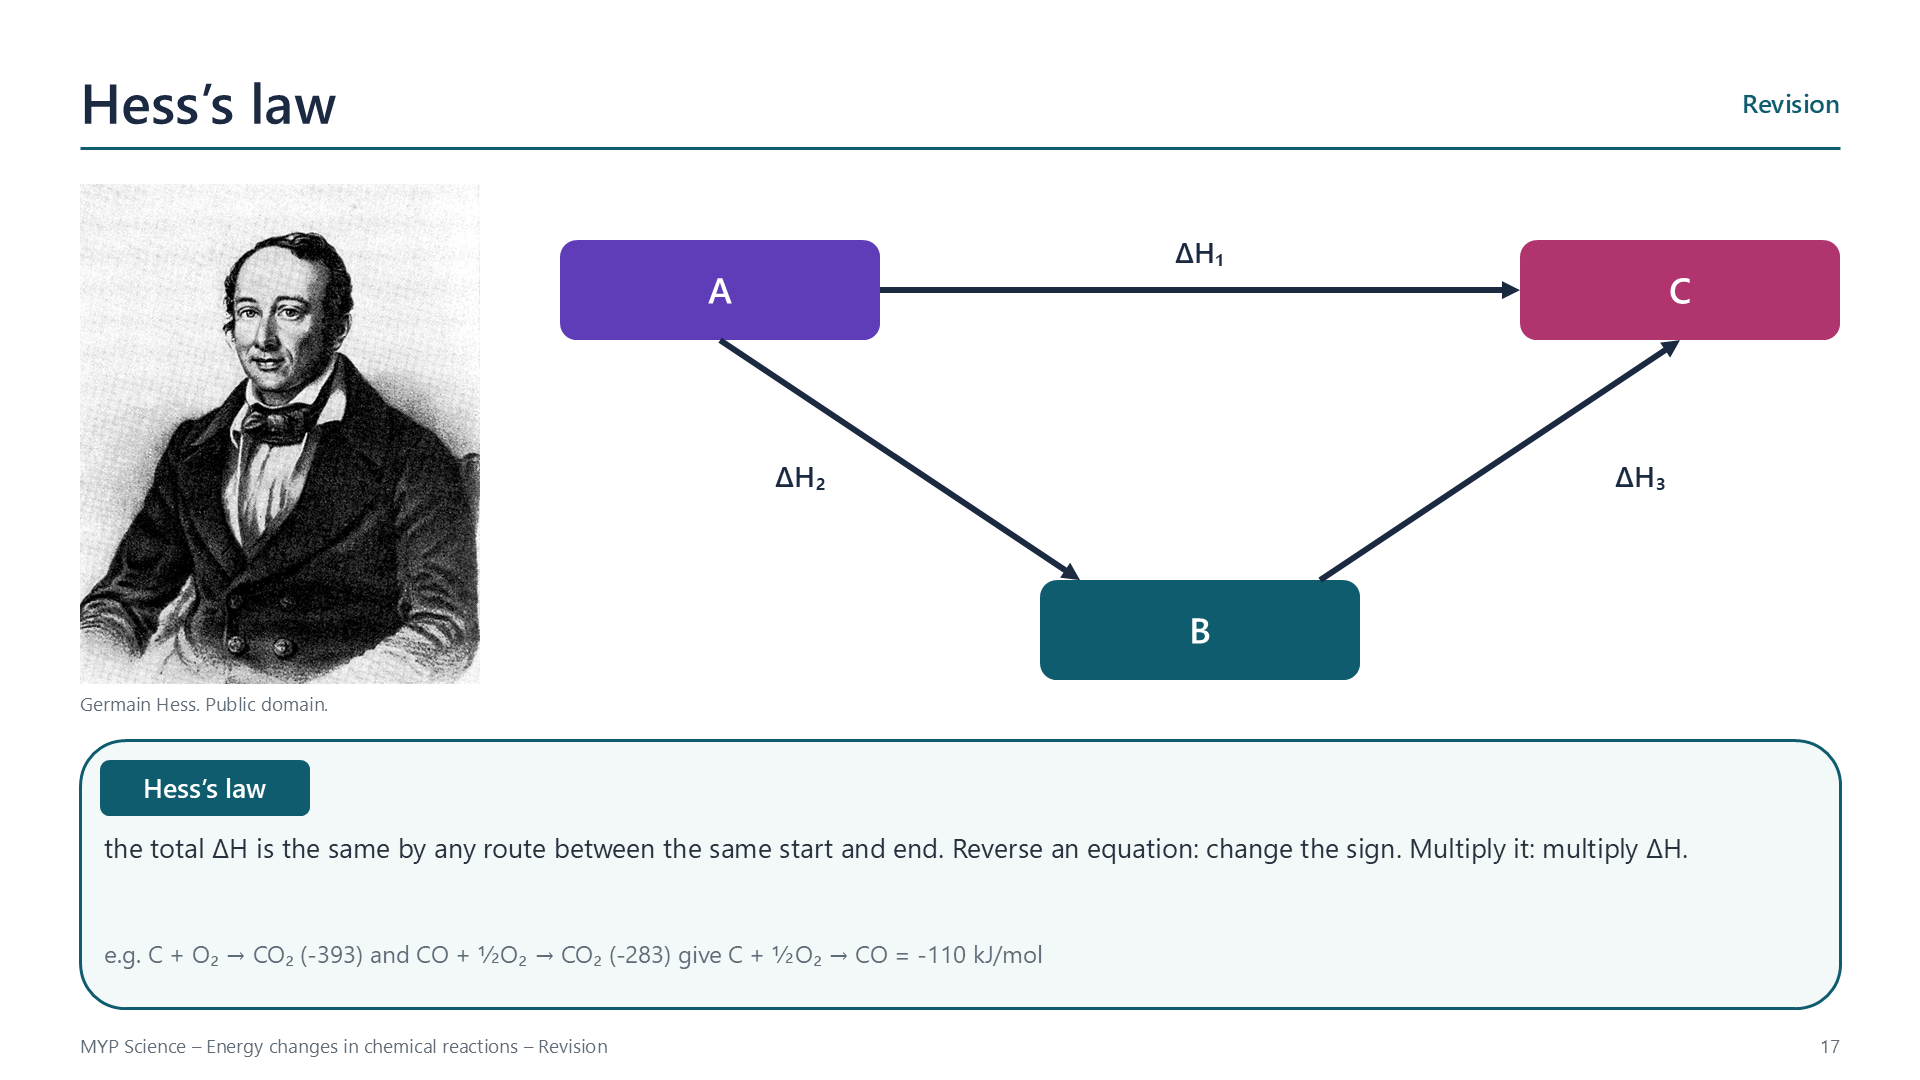 Hess’s law
Revision
A
ΔH₁
C
ΔH₂
ΔH₃
B
Germain Hess. Public domain.
Hess’s law
the total ΔH is the same by any route between the same start and end. Reverse an equation: change the sign. Multiply it: multiply ΔH.
e.g. C + O₂ → CO₂ (-393) and CO + ½O₂ → CO₂ (-283) give C + ½O₂ → CO = -110 kJ/mol
MYP Science – Energy changes in chemical reactions – Revision
17